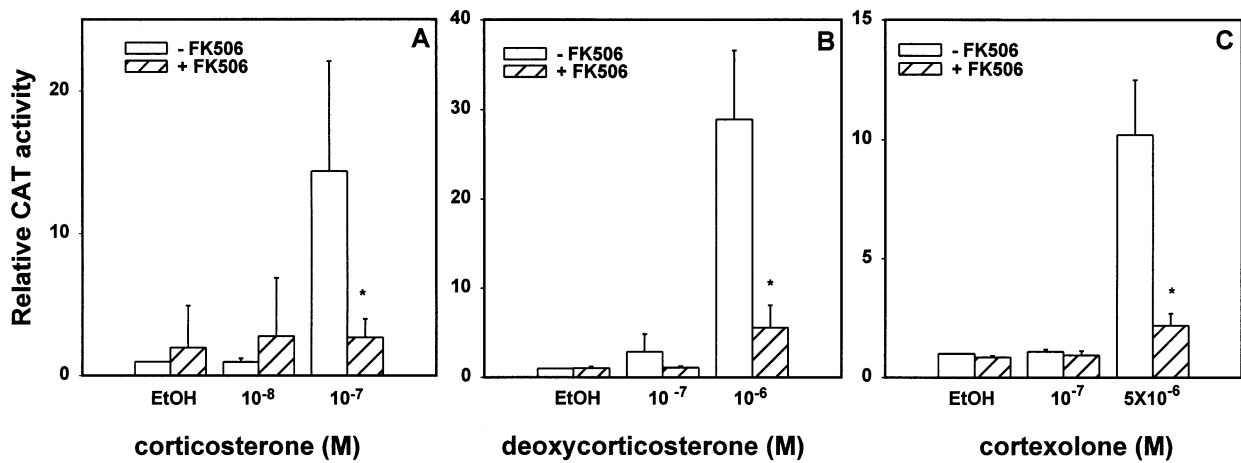 Relative CAT activity
A
- FK506
+ FK506
20
10
0
EtOH 10⁻⁸ 10⁻⁷
corticosterone (M)
*
B
- FK506
+ FK506
40
30
20
10
0
EtOH 10⁻⁷ 10⁻⁶
deoxycorticosterone (M)
*
C
- FK506
+ FK506
15
10
5
0
EtOH 10⁻⁷ 5X10⁻⁶
cortexolone (M)
*